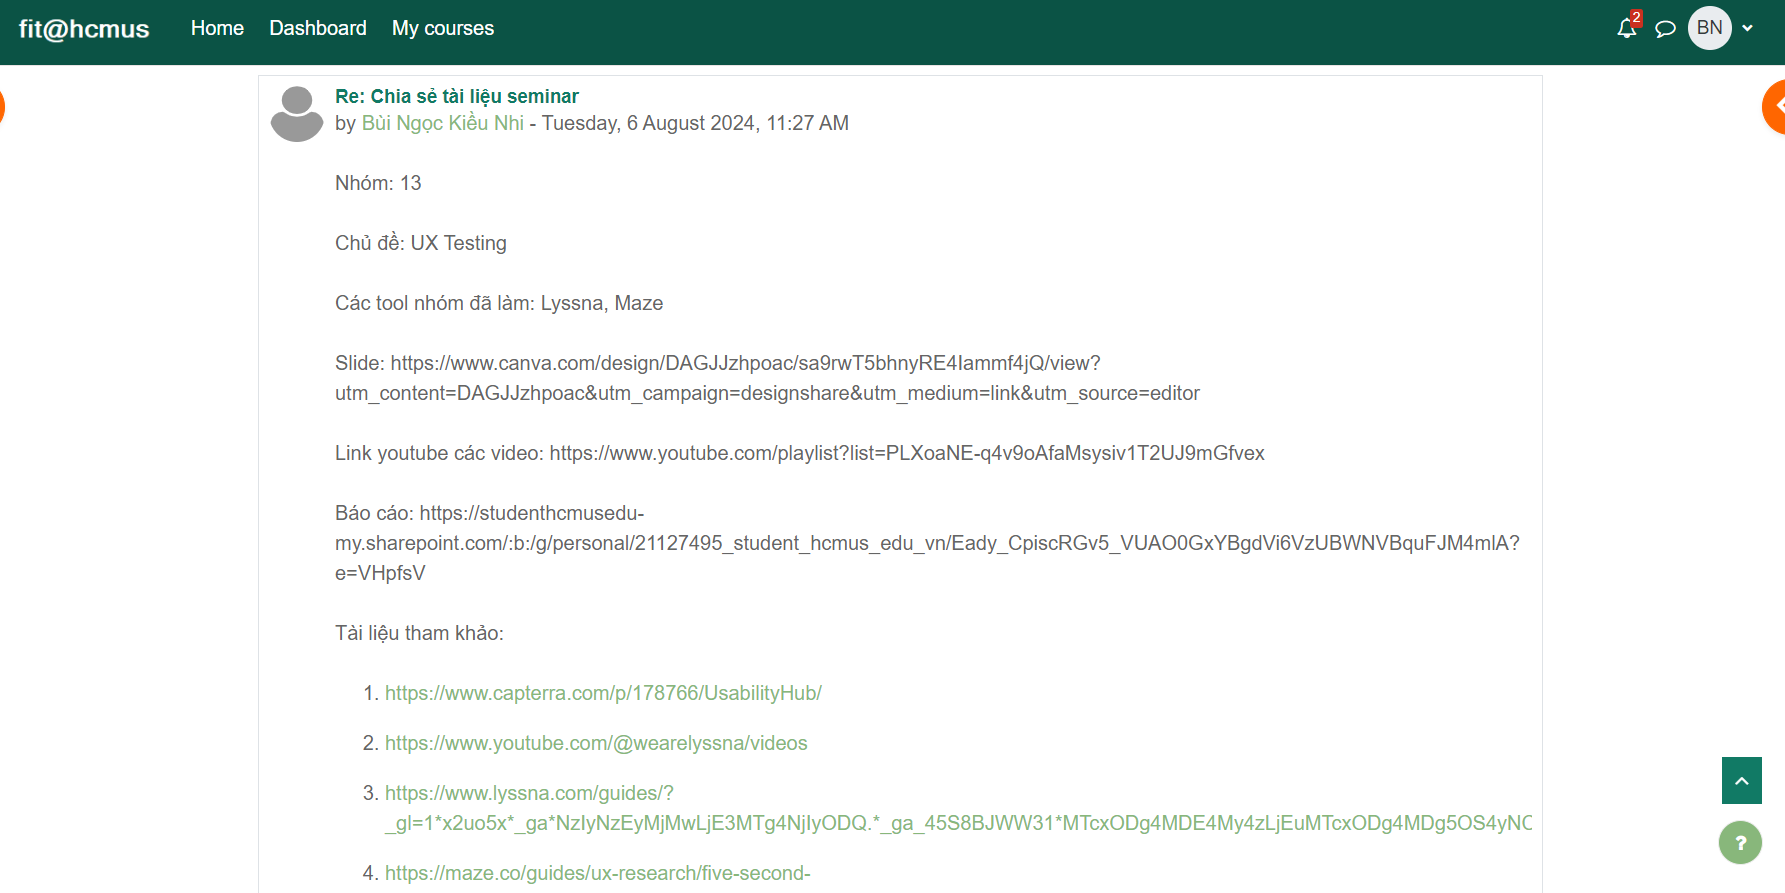 fit@hcmus Home Dashboard My courses 2 BN
Re: Chia sẻ tài liệu seminar
by Bùi Ngọc Kiều Nhi - Tuesday, 6 August 2024, 11:27 AM
Nhóm: 13
Chủ đề: UX Testing
Các tool nhóm đã làm: Lyssna, Maze
Slide: https://www.canva.com/design/DAGJJzhpoac/sa9rwT5bhnyRE4Iammf4jQ/view?
utm_content=DAGJJzhpoac&utm_campaign=designshare&utm_medium=link&utm_source=editor
Link youtube các video: https://www.youtube.com/playlist?list=PLXoaNE-q4v9oAfaMsysiv1T2UJ9mGfvex
Báo cáo: https://studenthcmusedu-
my.sharepoint.com/:b:/g/personal/21127495_student_hcmus_edu_vn/Eady_CpiscRGv5_VUAO0GxYBgdVi6VzUBWNVBquFJM4mlA?
e=VHpfsV
Tài liệu tham khảo:
1. https://www.capterra.com/p/178766/UsabilityHub/
2. https://www.youtube.com/@wearelyssna/videos
3. https://www.lyssna.com/guides/?
_gl=1*x2uo5x*_ga*NzIyNzEyMjMwLjE3MTg4NjIyODQ.*_ga_45S8BJWW31*MTcxODg4MDE4My4zLjEuMTcxODg4MDg5OS4yNC
4. https://maze.co/guides/ux-research/five-second-
?